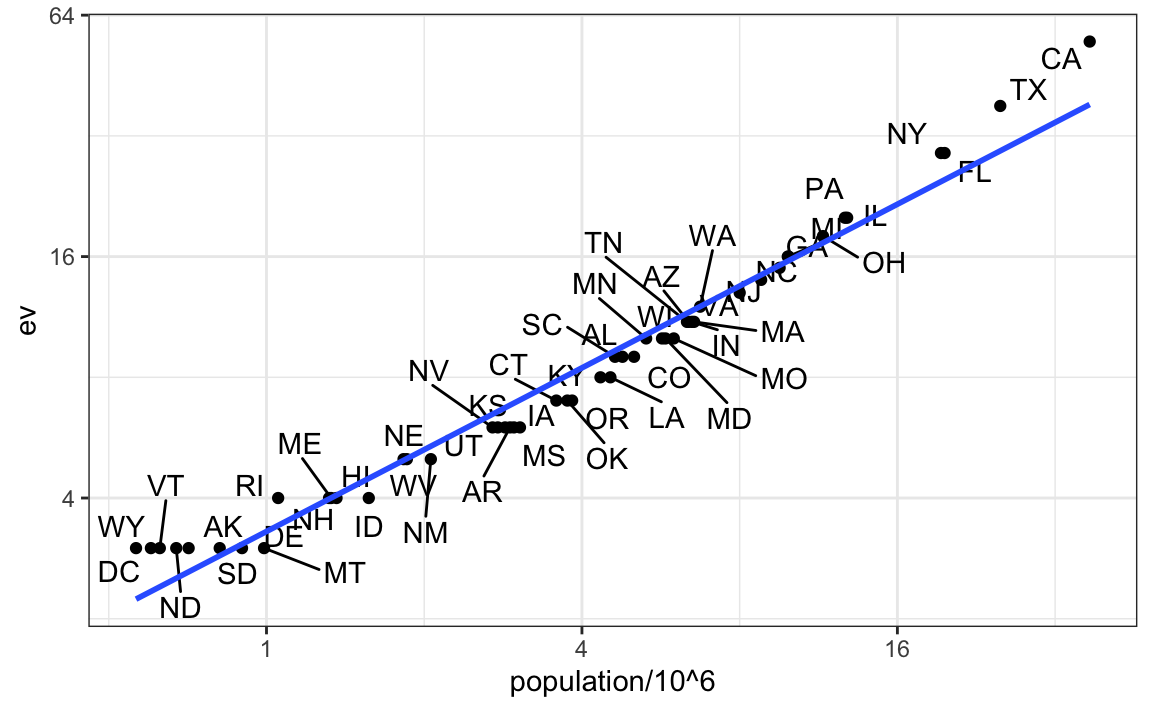 64
CA
TX
NY
FL
PA
IL
MI
WA
TN
GA
OH
AZ
NC
MN
NJ
VA
WI
SC
AL
MA
IN
CT
KY
NV
CO
MO
KS
IA
OR
LA
MD
ME
NE
UT
MS
OK
HI
VT
RI
WV
AR
WY
AK
NH
ID
NM
DE
DC
SD
MT
ND
16
4
ev
1
4
16
population/10^6